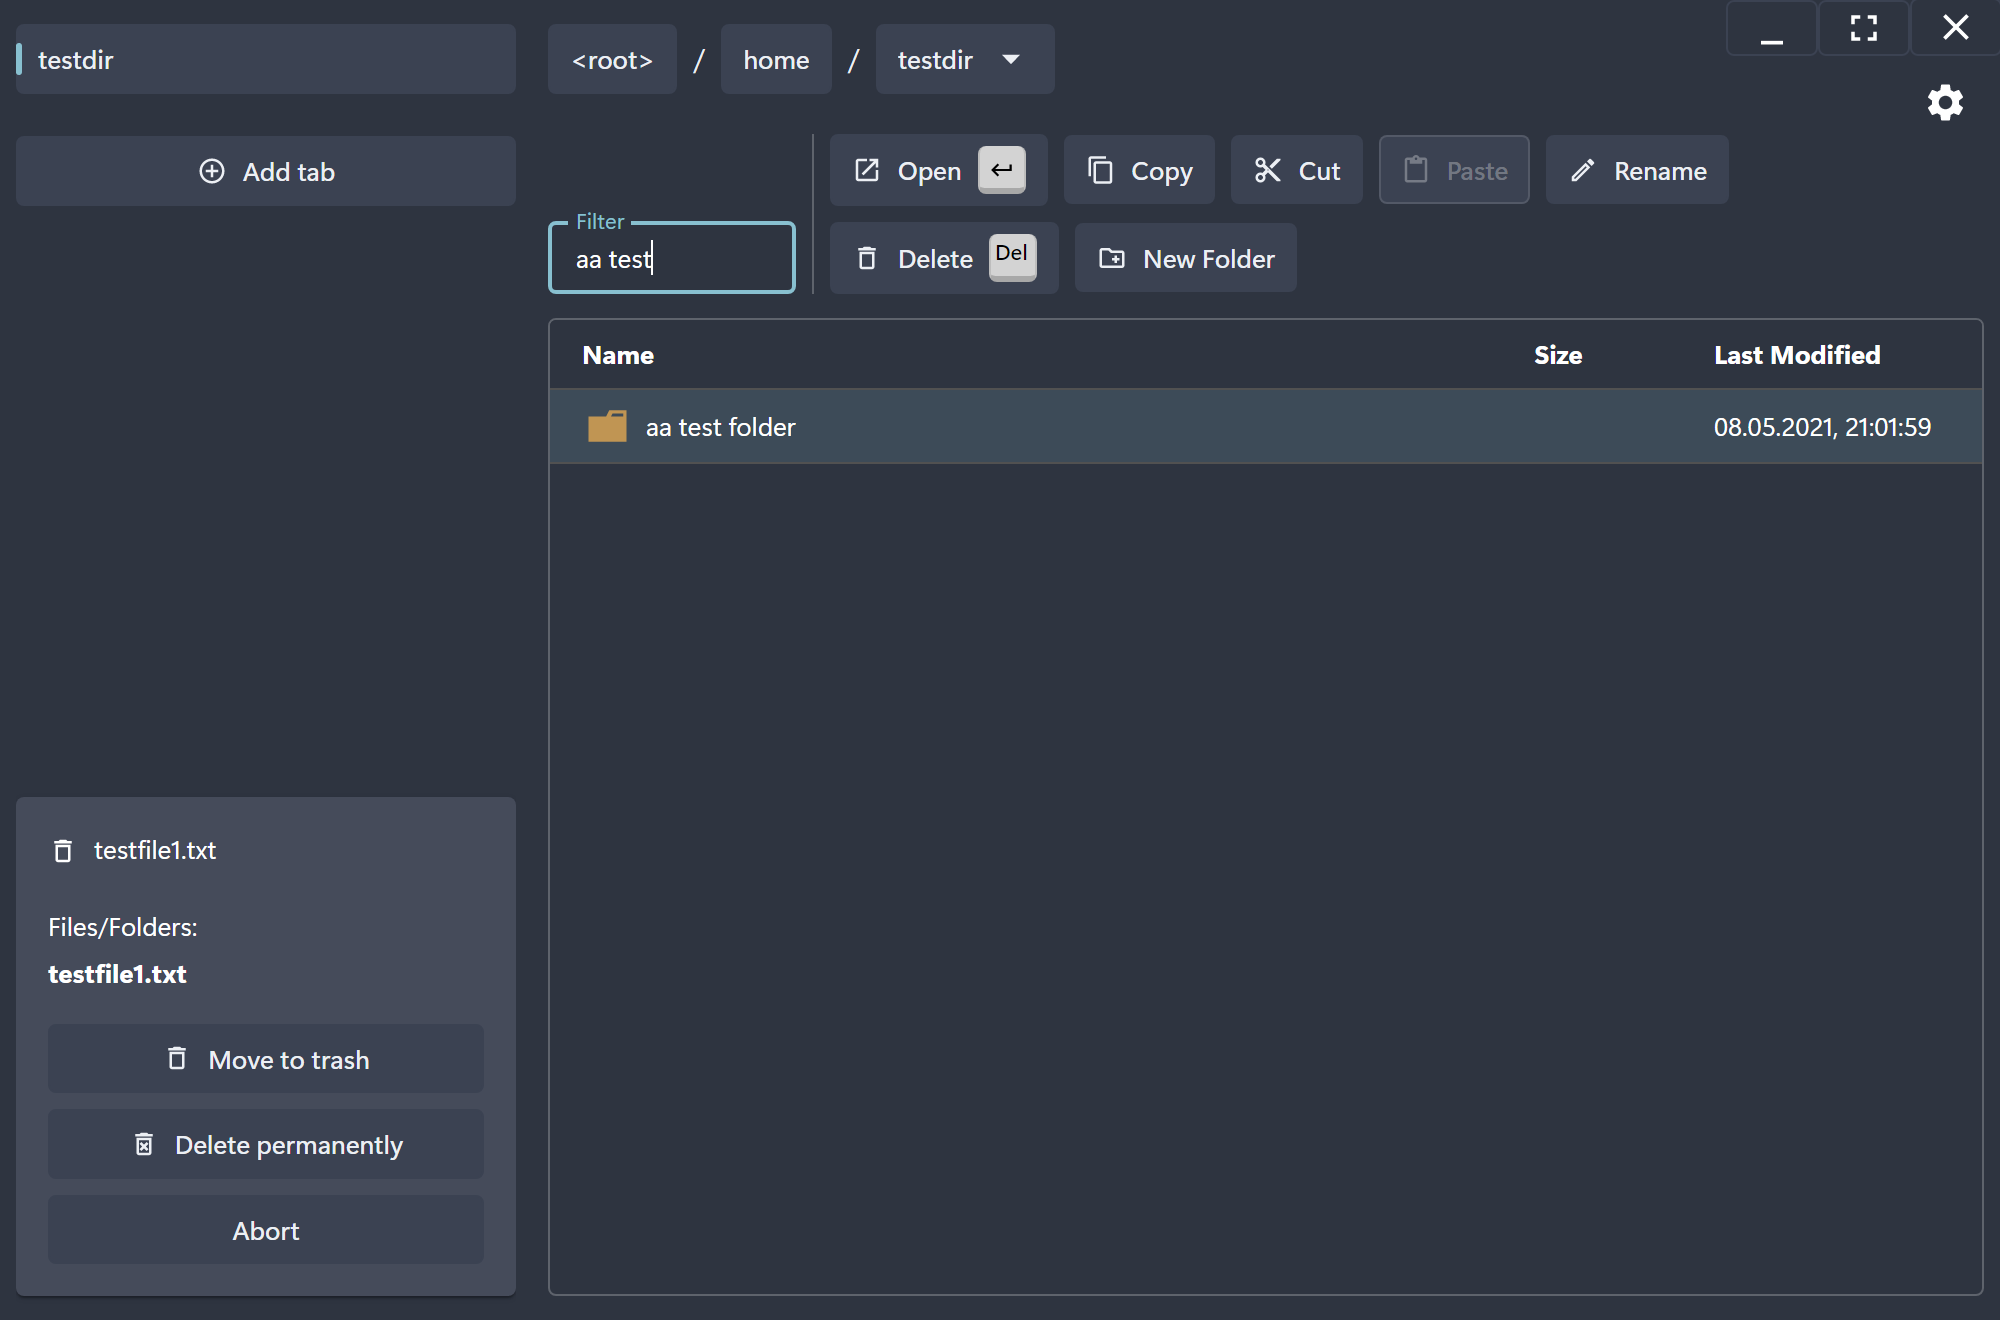 testdir
<root> / home / testdir
Add tab
Open Copy Cut Paste Rename
Filter
aa test
Delete Del New Folder
Name Size Last Modified
aa test folder 08.05.2021, 21:01:59
testfile1.txt
Files/Folders:
testfile1.txt
Move to trash
Delete permanently
Abort